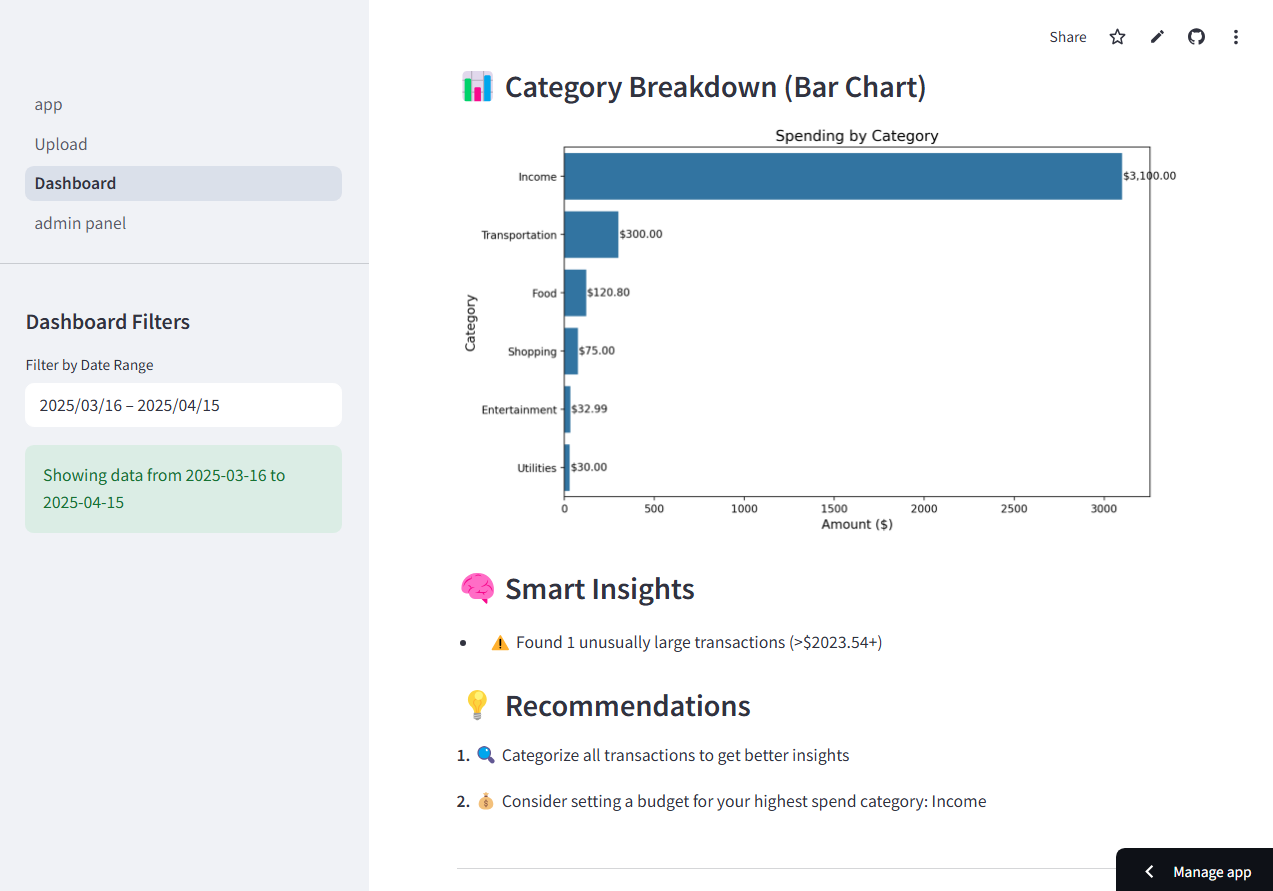 Share
app
Upload
Dashboard
admin panel
Dashboard Filters
Filter by Date Range
2025/03/16 – 2025/04/15
Showing data from 2025-03-16 to
2025-04-15
Category Breakdown (Bar Chart)
Spending by Category
Income $3,100.00
Transportation $300.00
Food $120.80
Shopping $75.00
Entertainment $32.99
Utilities $30.00
Category
0 500 1000 1500 2000 2500 3000
Amount ($)
Smart Insights
Found 1 unusually large transactions (>$2023.54+)
Recommendations
1. Categorize all transactions to get better insights
2. Consider setting a budget for your highest spend category: Income
Manage app